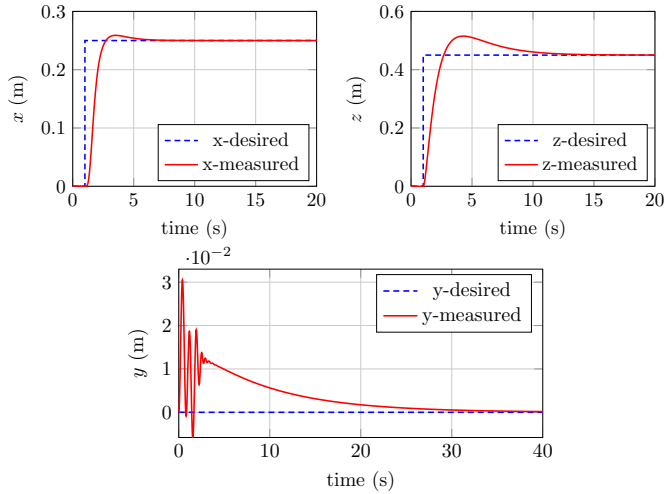 0
0.1
0.2
0.3
x (m)
0
5
10
15
20
time (s)
x-desired
x-measured
0
0.2
0.4
0.6
z (m)
0
5
10
15
20
time (s)
z-desired
z-measured
·10⁻²
0
1
2
3
y (m)
0
10
20
30
40
time (s)
y-desired
y-measured